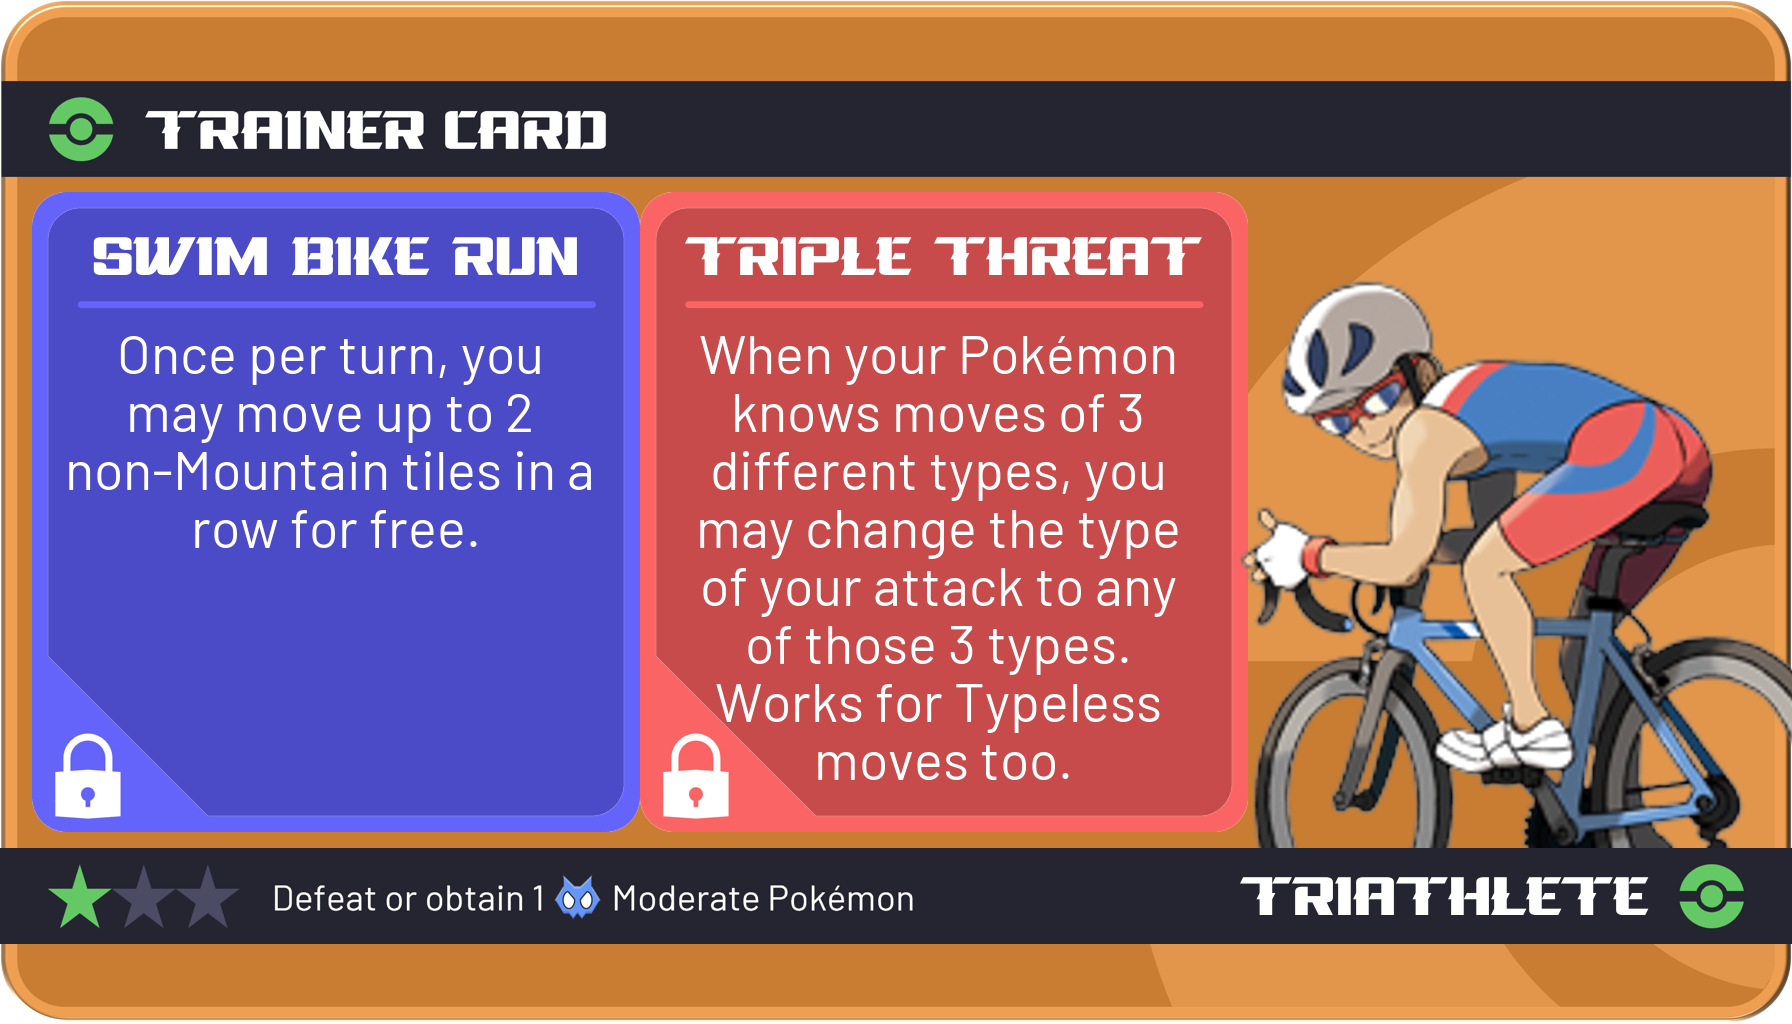 TRAINER CARD
SWIM BIKE RUN
Once per turn, you
may move up to 2
non-Mountain tiles in a
row for free.
TRIPLE THREAT
When your Pokémon
knows moves of 3
different types, you
may change the type
of your attack to any
of those 3 types.
Works for Typeless
moves too.
Defeat or obtain 1 Moderate Pokémon
TRIATHLETE